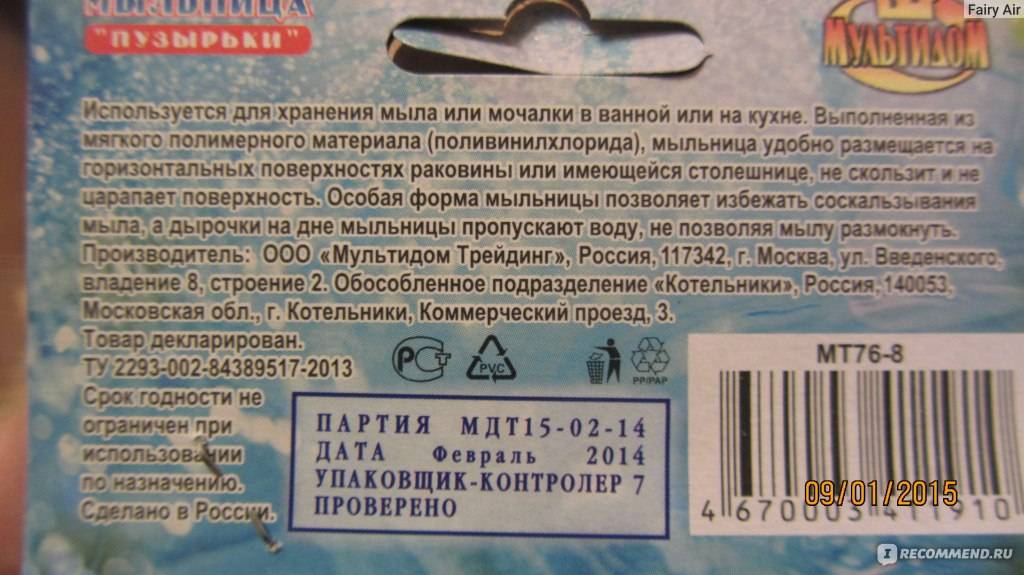 Fairy Air
МЫЛЬНИЦА
"ПУЗЫРЬКИ"
МУЛЬТИДОМ
Используется для хранения мыла или мочалки в ванной или на кухне. Выполненная из
мягкого полимерного материала (поливинилхлорида), мыльница удобно размещается на
горизонтальных поверхностях раковины или имеющейся столешнице, не скользит и не
царапает поверхность. Особая форма мыльницы позволяет избежать соскальзывания
мыла, а дырочки на дне мыльницы пропускают воду, не позволяя мылу размокнуть.
Производитель: ООО «Мультидом Трейдинг», Россия, 117342, г. Москва, ул. Введенского,
владение 8, строение 2. Обособленное подразделение «Котельники», Россия, 140053,
Московская обл., г. Котельники, Коммерческий проезд, 3.
Товар декларирован.
ТУ 2293-002-84389517-2013
Срок годности не
ограничен при
использовании
по назначению.
Сделано в России.
РСТ
PVC
PP/PAP
ПАРТИЯ МДТ15-02-14
ДАТА Февраль 2014
УПАКОВЩИК-КОНТРОЛЕР 7
ПРОВЕРЕНО
МТ76-8
4 670003 411910
09/01/2015
IRECOMMEND.RU